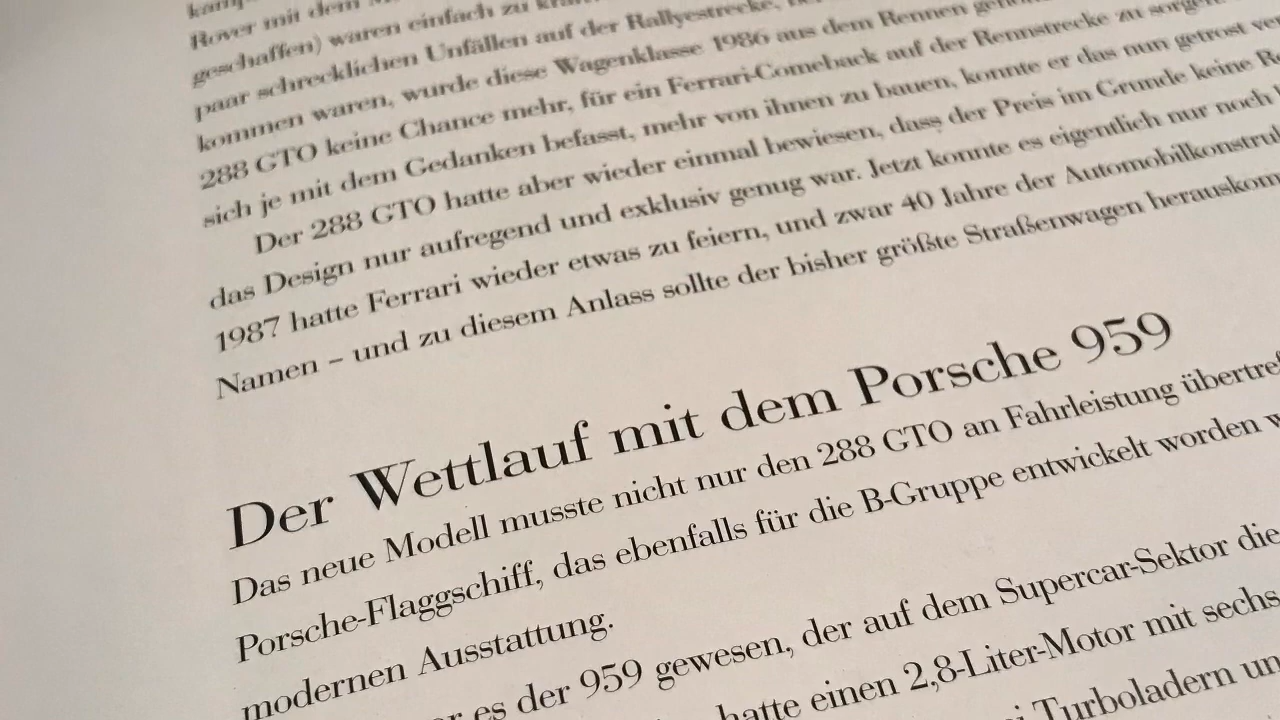 Rover mit dem
geschaffen) waren einfach zu
paar schrecklichen Unfällen auf der Rallyestrecke,
kommen waren, wurde diese Wagenklasse 1986 aus dem Rennen
288 GTO keine Chance mehr, für ein Ferrari-Comeback auf der Rennstrecke zu
sich je mit dem Gedanken befasst, mehr von ihnen zu bauen, konnte er das nun getrost
Der 288 GTO hatte aber wieder einmal bewiesen, dass der Preis im Grunde keine
das Design nur aufregend und exklusiv genug war. Jetzt konnte es eigentlich nur noch
1987 hatte Ferrari wieder etwas zu feiern, und zwar 40 Jahre der Automobilkonstru
Namen – und zu diesem Anlass sollte der bisher größte Straßenwagen herauskom
Der Wettlauf mit dem Porsche 959
Das neue Modell musste nicht nur den 288 GTO an Fahrleistung übertre
Porsche-Flaggschiff, das ebenfalls für die B-Gruppe entwickelt worden w
modernen Ausstattung.
es der 959 gewesen, der auf dem Supercar-Sektor die
hatte einen 2,8-Liter-Motor mit sechs
Turboladern un